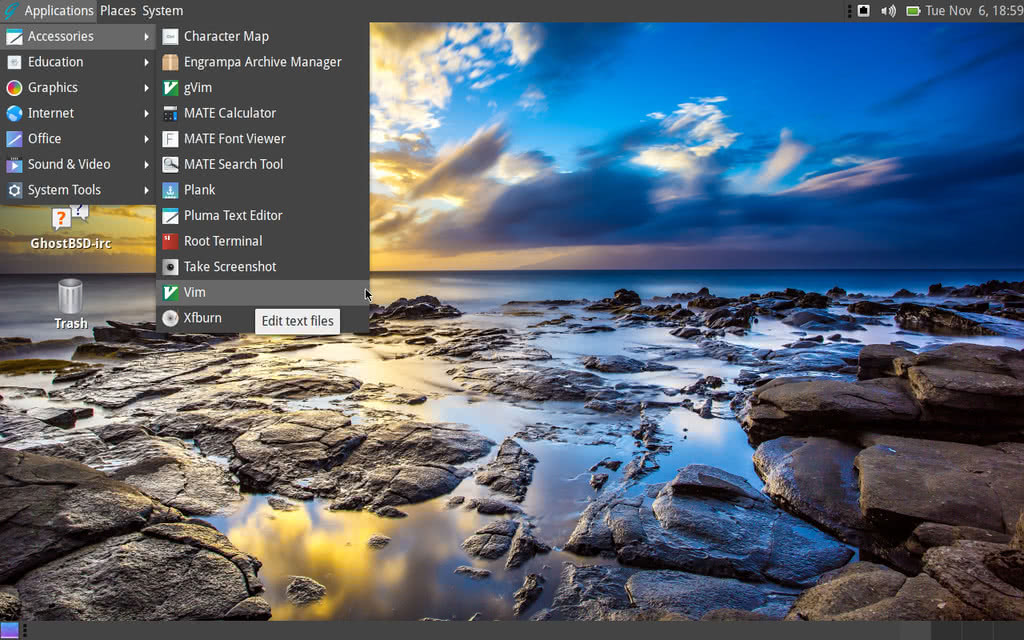 Applications Places System
Tue Nov  6, 18:59
Accessories
Education
Graphics
Internet
Office
Sound & Video
System Tools
Character Map
Engrampa Archive Manager
gVim
MATE Calculator
MATE Font Viewer
MATE Search Tool
Plank
Pluma Text Editor
Root Terminal
Take Screenshot
Vim
Xfburn
Edit text files
GhostBSD-irc
Trash